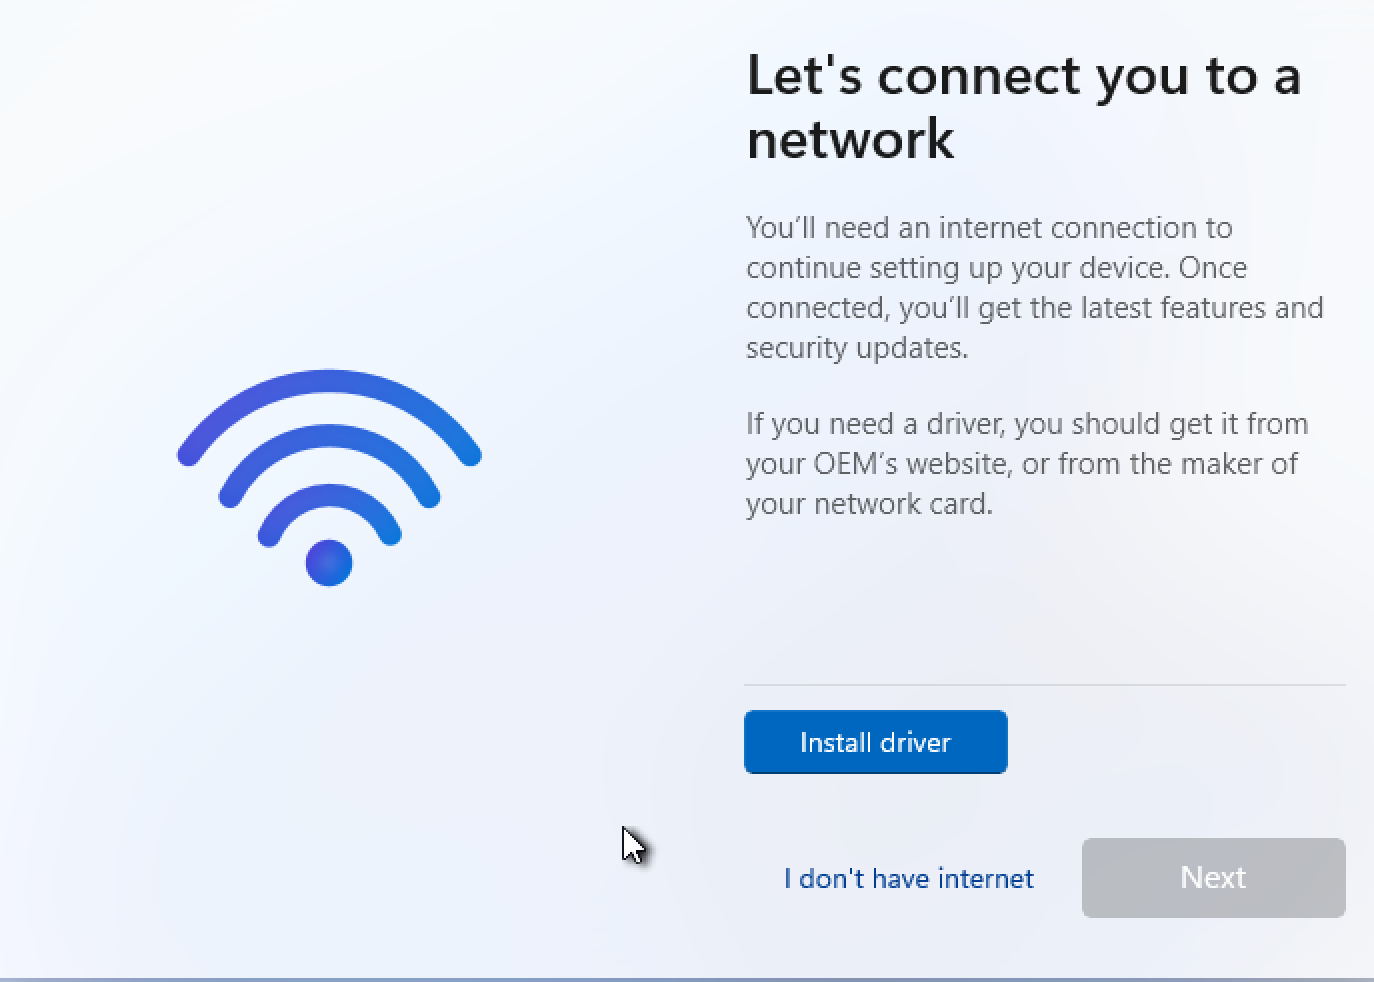 Let's connect you to a
network
You’ll need an internet connection to
continue setting up your device. Once
connected, you’ll get the latest features and
security updates.
If you need a driver, you should get it from
your OEM’s website, or from the maker of
your network card.
Install driver
I don't have internet
Next